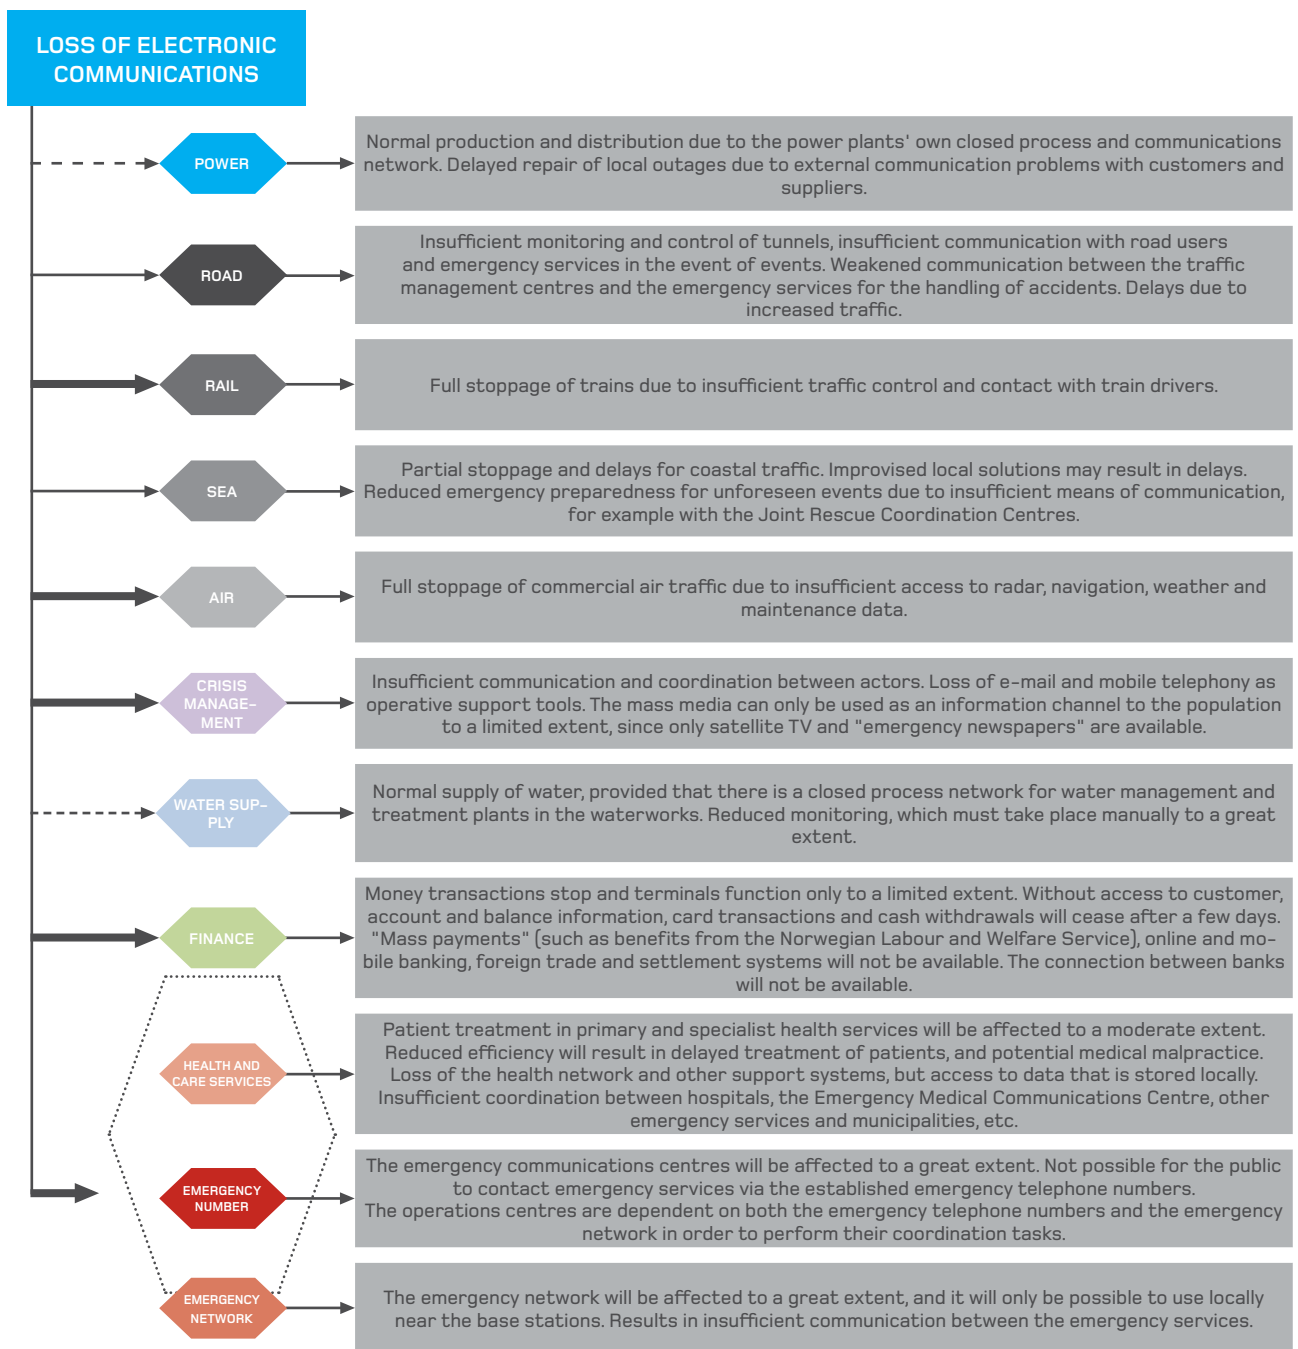 LOSS OF ELECTRONIC
COMMUNICATIONS
POWER
Normal production and distribution due to the power plants' own closed process and communications
network. Delayed repair of local outages due to external communication problems with customers and
suppliers.
ROAD
Insufficient monitoring and control of tunnels, insufficient communication with road users
and emergency services in the event of events. Weakened communication between the traffic
management centres and the emergency services for the handling of accidents. Delays due to
increased traffic.
RAIL
Full stoppage of trains due to insufficient traffic control and contact with train drivers.
SEA
Partial stoppage and delays for coastal traffic. Improvised local solutions may result in delays.
Reduced emergency preparedness for unforeseen events due to insufficient means of communication,
for example with the Joint Rescue Coordination Centres.
AIR
Full stoppage of commercial air traffic due to insufficient access to radar, navigation, weather and
maintenance data.
CRISIS
MANAGE-
MENT
Insufficient communication and coordination between actors. Loss of e-mail and mobile telephony as
operative support tools. The mass media can only be used as an information channel to the population
to a limited extent, since only satellite TV and "emergency newspapers" are available.
WATER SUP-
PLY
Normal supply of water, provided that there is a closed process network for water management and
treatment plants in the waterworks. Reduced monitoring, which must take place manually to a great
extent.
FINANCE
Money transactions stop and terminals function only to a limited extent. Without access to customer,
account and balance information, card transactions and cash withdrawals will cease after a few days.
"Mass payments" (such as benefits from the Norwegian Labour and Welfare Service), online and mo-
bile banking, foreign trade and settlement systems will not be available. The connection between banks
will not be available.
HEALTH AND
CARE SERVICES
Patient treatment in primary and specialist health services will be affected to a moderate extent.
Reduced efficiency will result in delayed treatment of patients, and potential medical malpractice.
Loss of the health network and other support systems, but access to data that is stored locally.
Insufficient coordination between hospitals, the Emergency Medical Communications Centre, other
emergency services and municipalities, etc.
EMERGENCY
NUMBER
The emergency communications centres will be affected to a great extent. Not possible for the public
to contact emergency services via the established emergency telephone numbers.
The operations centres are dependent on both the emergency telephone numbers and the emergency
network in order to perform their coordination tasks.
EMERGENCY
NETWORK
The emergency network will be affected to a great extent, and it will only be possible to use locally
near the base stations. Results in insufficient communication between the emergency services.